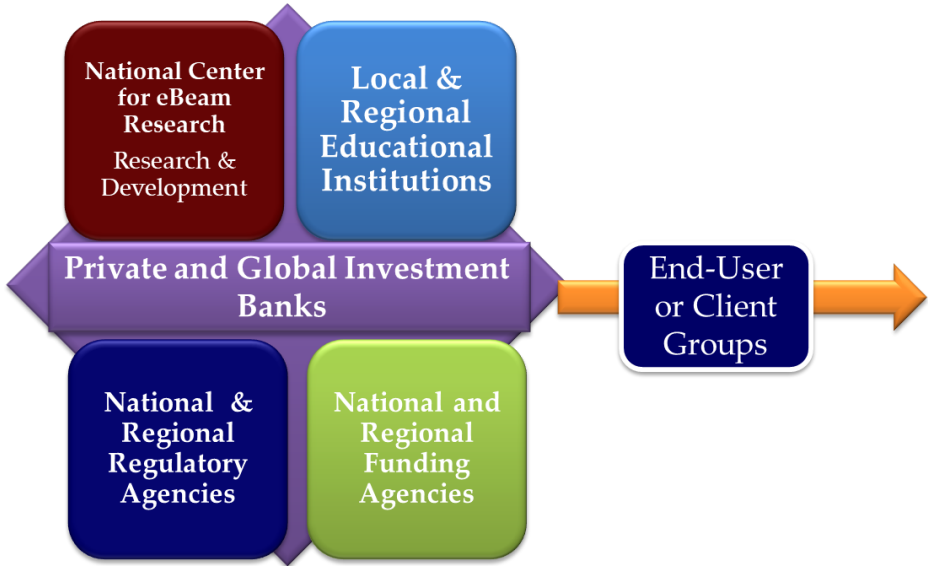 National Center
for eBeam
Research
Research &
Development
Local &
Regional
Educational
Institutions
Private and Global Investment
Banks
End-User
or Client
Groups
National & 
Regional
Regulatory
Agencies
National and
Regional
Funding
Agencies